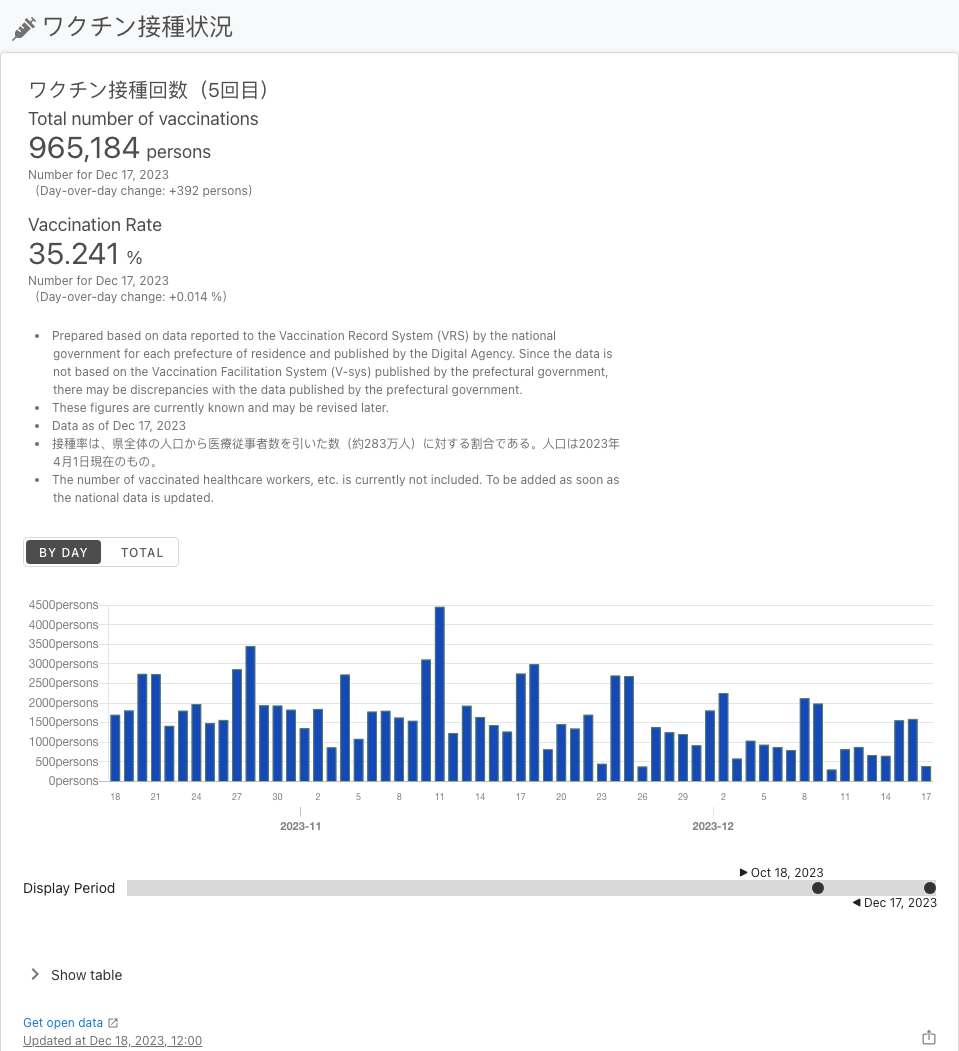 ワクチン接種状況
ワクチン接種回数（5回目）
Total number of vaccinations
965,184 persons
Number for Dec 17, 2023
（Day-over-day change: +392 persons）
Vaccination Rate
35.241 %
Number for Dec 17, 2023
（Day-over-day change: +0.014 %）
• Prepared based on data reported to the Vaccination Record System (VRS) by the national
government for each prefecture of residence and published by the Digital Agency. Since the data is
not based on the Vaccination Facilitation System (V-sys) published by the prefectural government,
there may be discrepancies with the data published by the prefectural government.
• These figures are currently known and may be revised later.
• Data as of Dec 17, 2023
• 接種率は、県全体の人口から医療従事者数を引いた数（約283万人）に対する割合である。人口は2023年
4月1日現在のもの。
• The number of vaccinated healthcare workers, etc. is currently not included. To be added as soon as
the national data is updated.
BY DAY TOTAL
4500persons
4000persons
3500persons
3000persons
2500persons
2000persons
1500persons
1000persons
500persons
0persons
18 21 24 27 30 2 5 8 11 14 17 20 23 26 29 2 5 8 11 14 17
2023-11 2023-12
Oct 18, 2023
Display Period
Dec 17, 2023
Show table
Get open data
Updated at Dec 18, 2023, 12:00